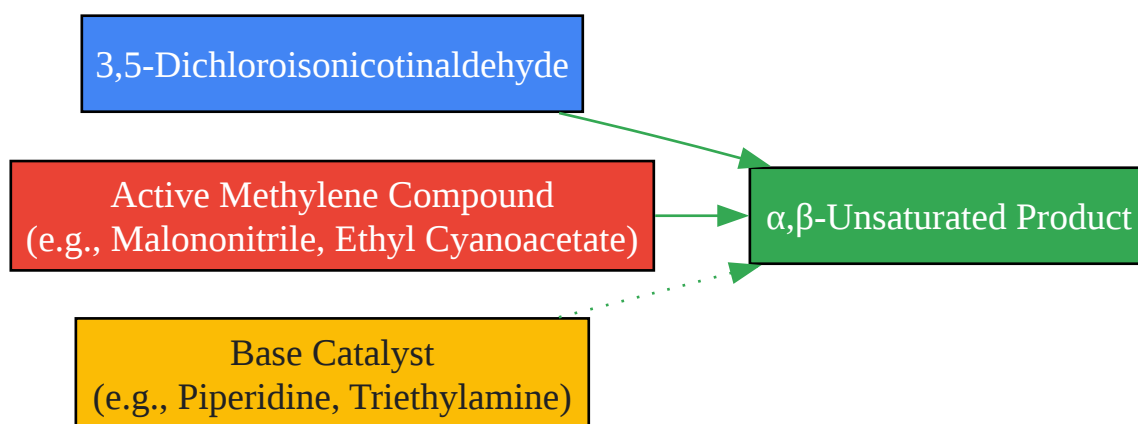 3,5-Dichloroisonicotinaldehyde
Active Methylene Compound
(e.g., Malononitrile, Ethyl Cyanoacetate)
α,β-Unsaturated Product
Base Catalyst
(e.g., Piperidine, Triethylamine)